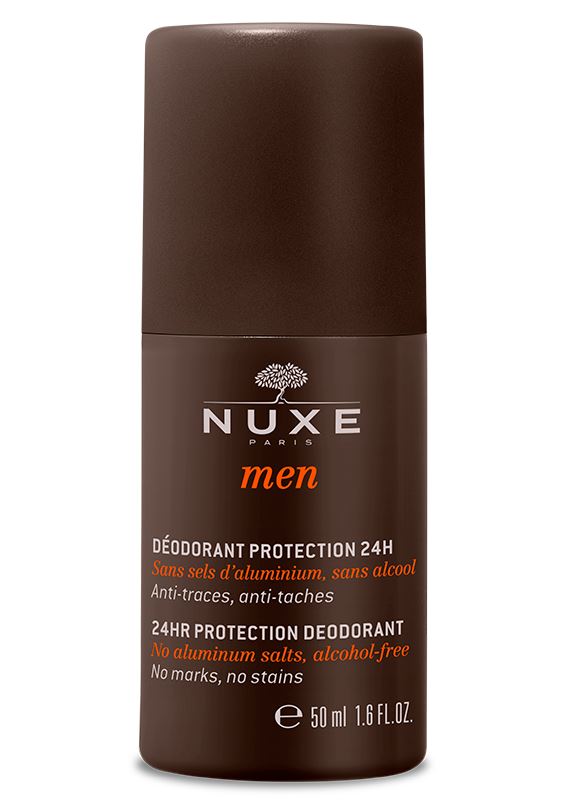 NUXE
PARIS
men
DÉODORANT PROTECTION 24H
Sans sels d'aluminium, sans alcool
Anti-traces, anti-taches
24HR PROTECTION DEODORANT
No aluminum salts, alcohol-free
No marks, no stains
℮ 50 ml 1.6 FL.OZ.